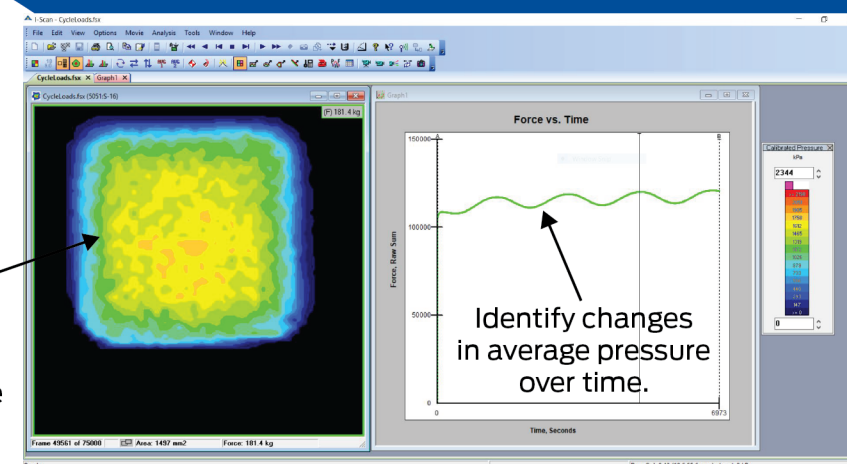 I-Scan - CycleLoads.fsx
File Edit View Options Movie Analysis Tools Window Help
CycleLoads.fsx Graph1
CycleLoads.fsx (5051:S-16)
(F) 181.4 kg
Frame 49561 of 75000 Area: 1497 mm2 Force: 181.4 kg
e
Graph1
Force vs. Time
Force, Raw Sum
150000
100000
50000
0
A
B
0
6973
Time, Seconds
Identify changes
in average pressure
over time.
Calibrated Pressure
kPa
2344
0